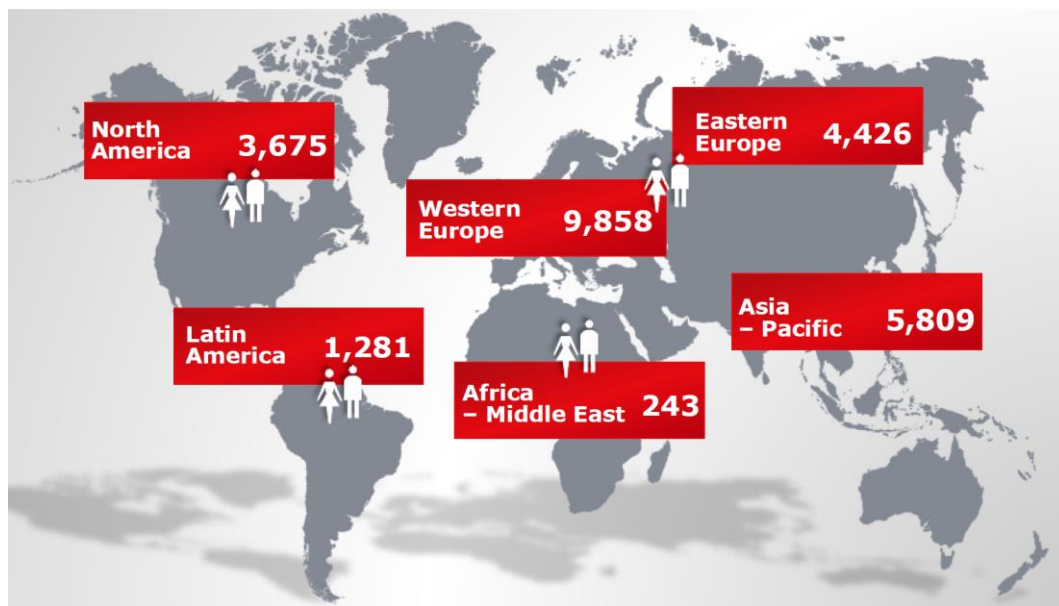 North
America
3,675
Eastern
Europe
4,426
Western
Europe
9,858
Asia
– Pacific
5,809
Latin
America
1,281
Africa
– Middle East
243